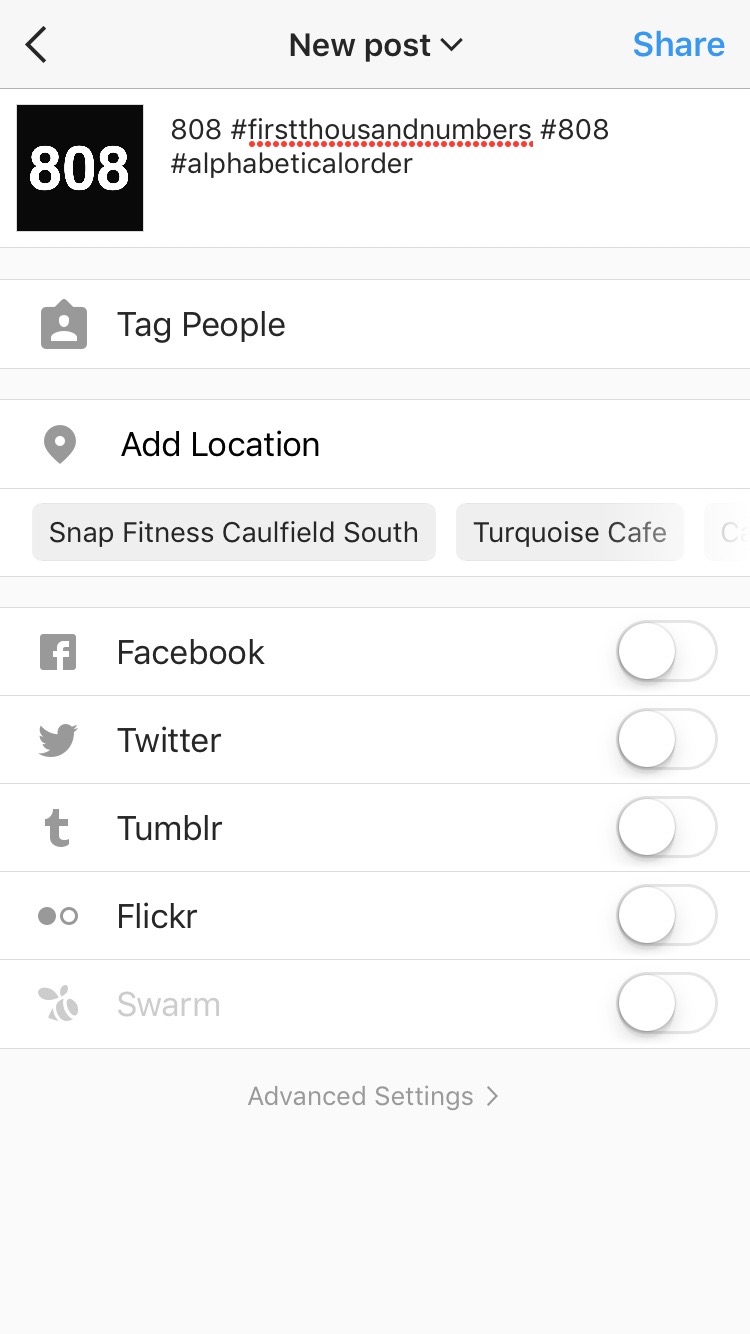 New post
Share
808
808 #firstthousandnumbers #808
#alphabeticalorder
Tag People
Add Location
Snap Fitness Caulfield South
Turquoise Cafe
Facebook
Twitter
Tumblr
Flickr
Swarm
Advanced Settings